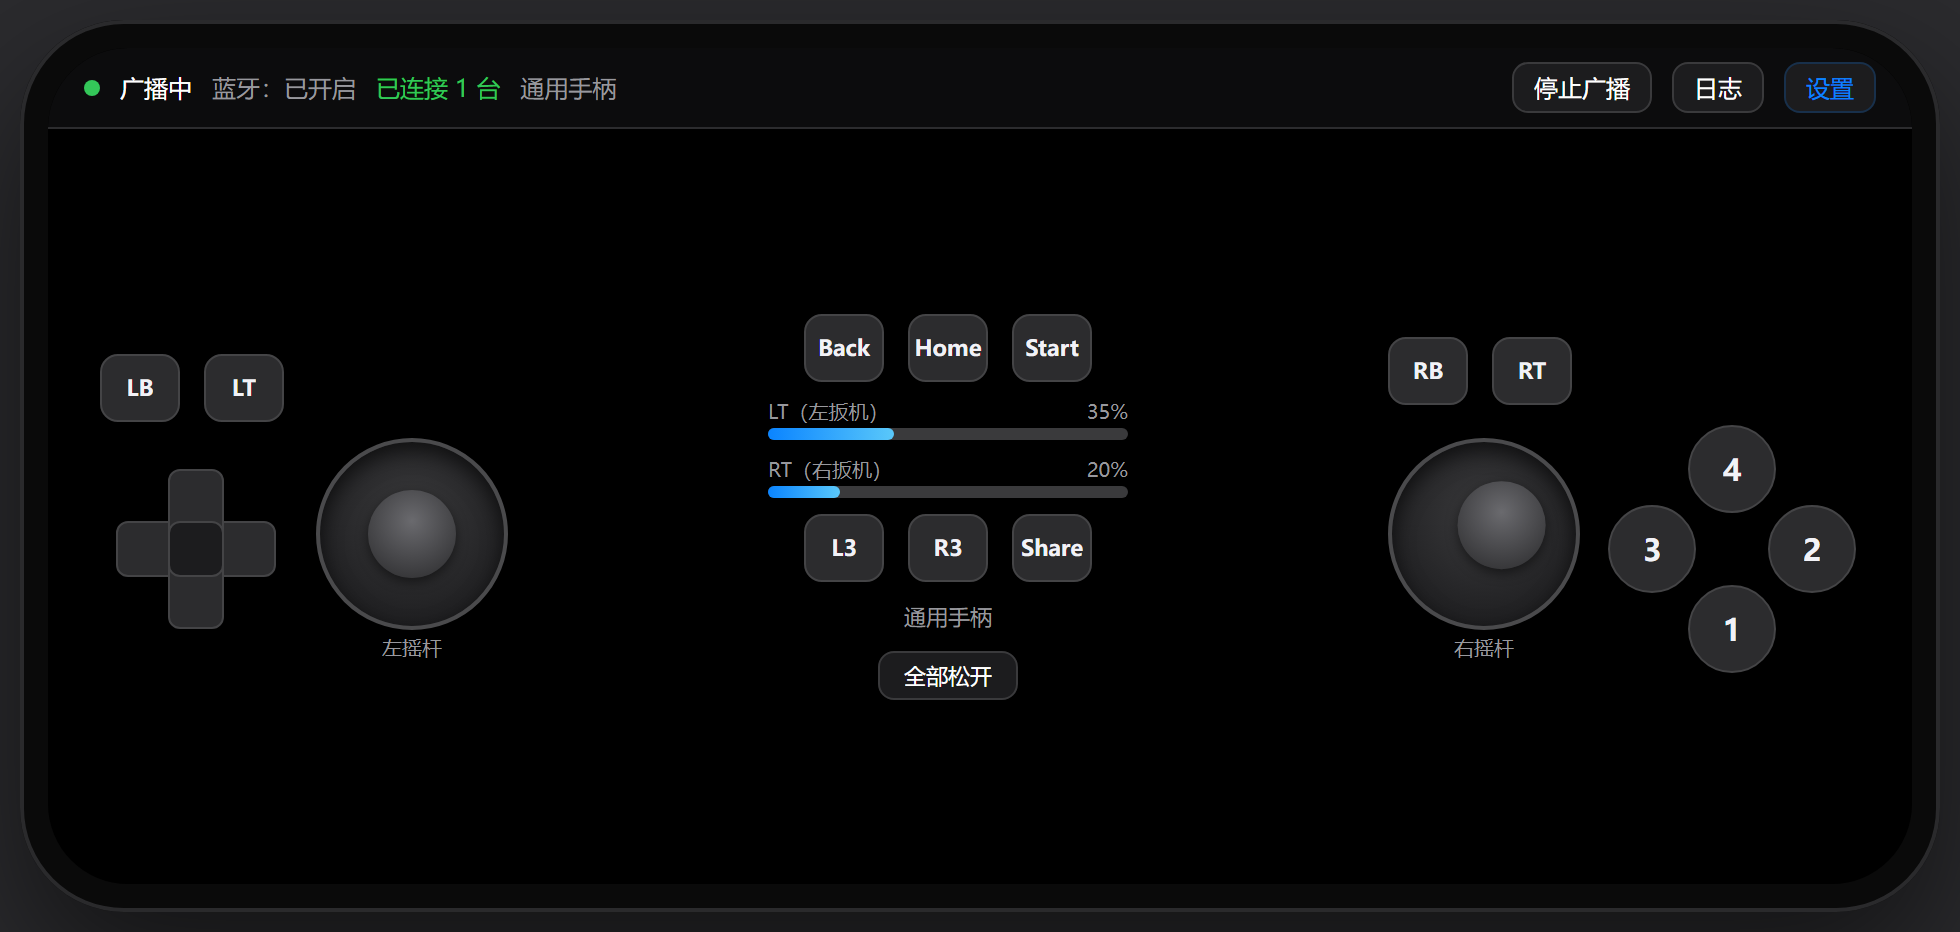 广播中 蓝牙：已开启 已连接 1 台 通用手柄 停止广播 日志 设置
LB LT
左摇杆
Back Home Start
LT（左扳机） 35%
RT（右扳机） 20%
L3 R3 Share
通用手柄
全部松开
RB RT
4
3 2
1
右摇杆